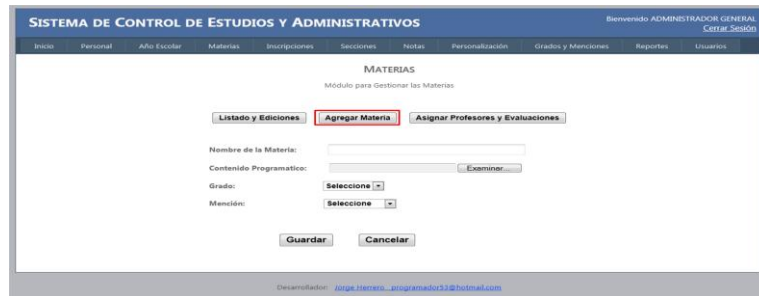 SISTEMA DE CONTROL DE ESTUDIOS Y ADMINISTRATIVOS
Bienvenido ADMINISTRADOR GENERAL
Cerrar Sesión
Inicio Personal Año Escolar Materias Inscripciones Secciones Notas Personalización Grados y Menciones Reportes Usuarios
MATERIAS
Módulo para Gestionar las Materias
Listado y Ediciones Agregar Materia Asignar Profesores y Evaluaciones
Nombre de la Materia:
Contenido Programatico: Examinar...
Grado: Seleccione
Mención: Seleccione
Guardar Cancelar
Desarrollador: Jorge Herrero programador53@hotmail.com